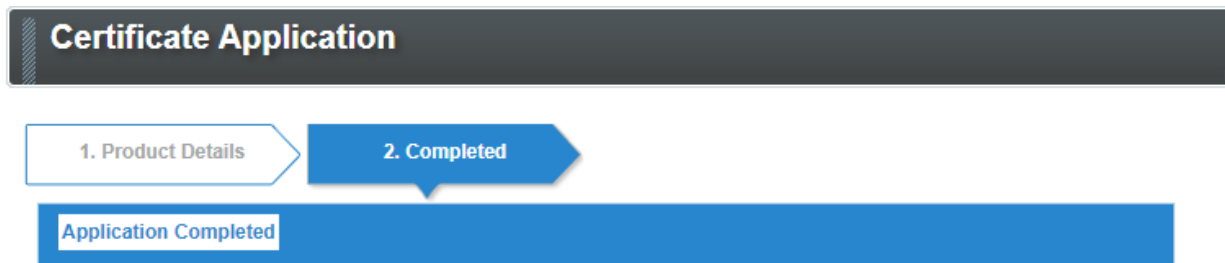 Certificate Application
1. Product Details
2. Completed
Application Completed